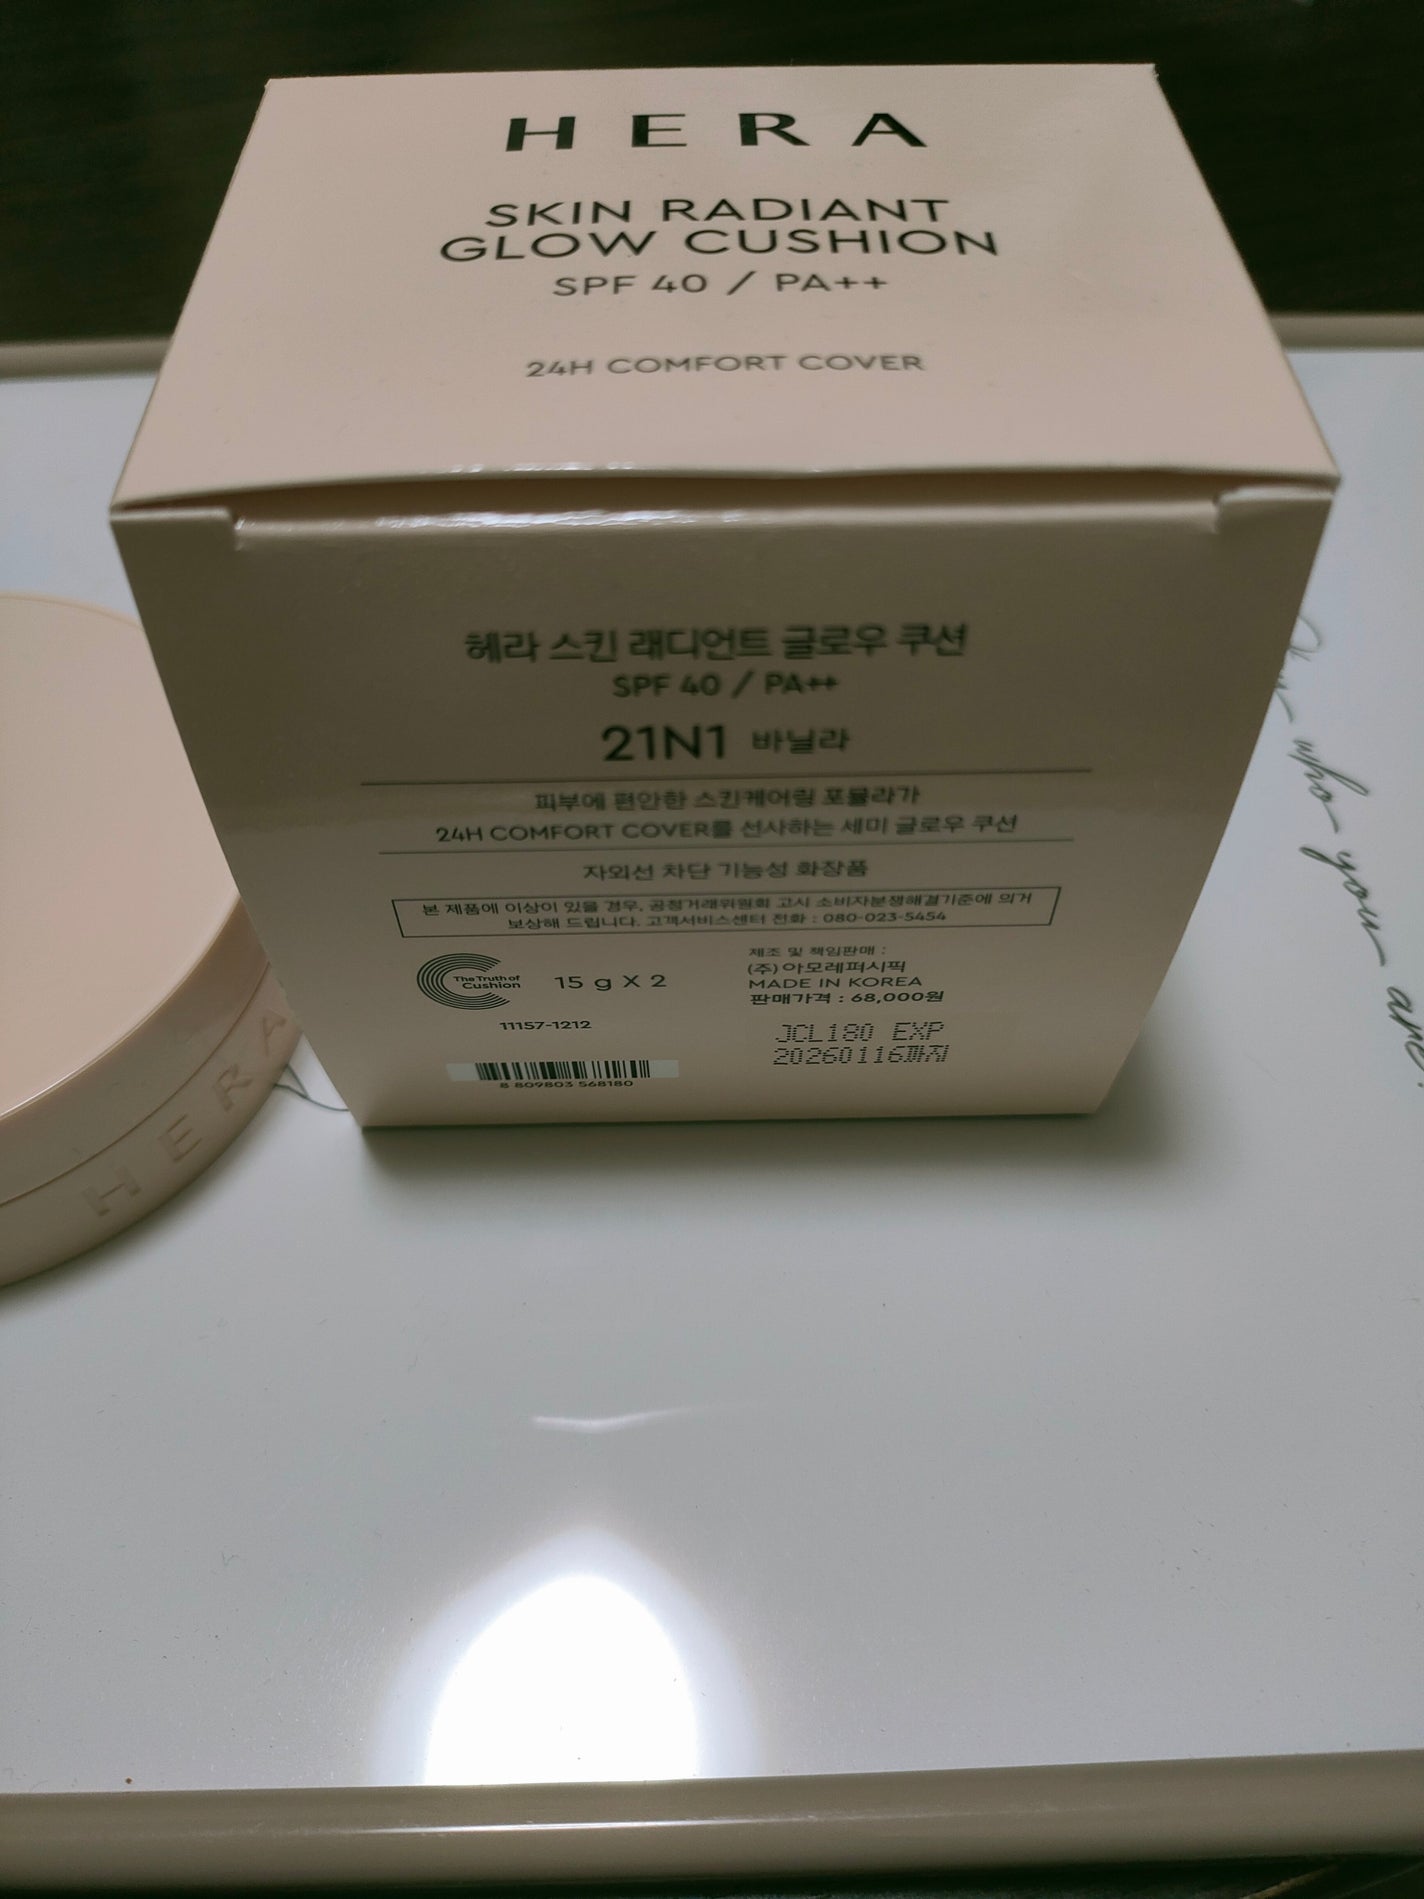 HERA
SKIN RADIANT
GLOW CUSHION
SPF 40 / PA++
24H COMFORT COVER
헤라 스킨 래디언트 글로우 쿠션
SPF 40 / PA++
21N1 바닐라
피부에 편안한 스킨케어링 포뮬라가
24H COMFORT COVER를 선사하는 세미 글로우 쿠션
자외선 차단 기능성 화장품
본 제품에 이상이 있을 경우, 공정거래위원회 고시 소비자분쟁해결기준에 의거
보상해 드립니다. 고객서비스센터 전화 : 080-023-5454
The Truth of
Cushion
15 g X 2
11157-1212
8 809803 568180
제조 및 책임판매 :
(주)아모레퍼시픽
MADE IN KOREA
판매가격 : 68,000원
JCL180 EXP
20260116까지
HERA
who you are